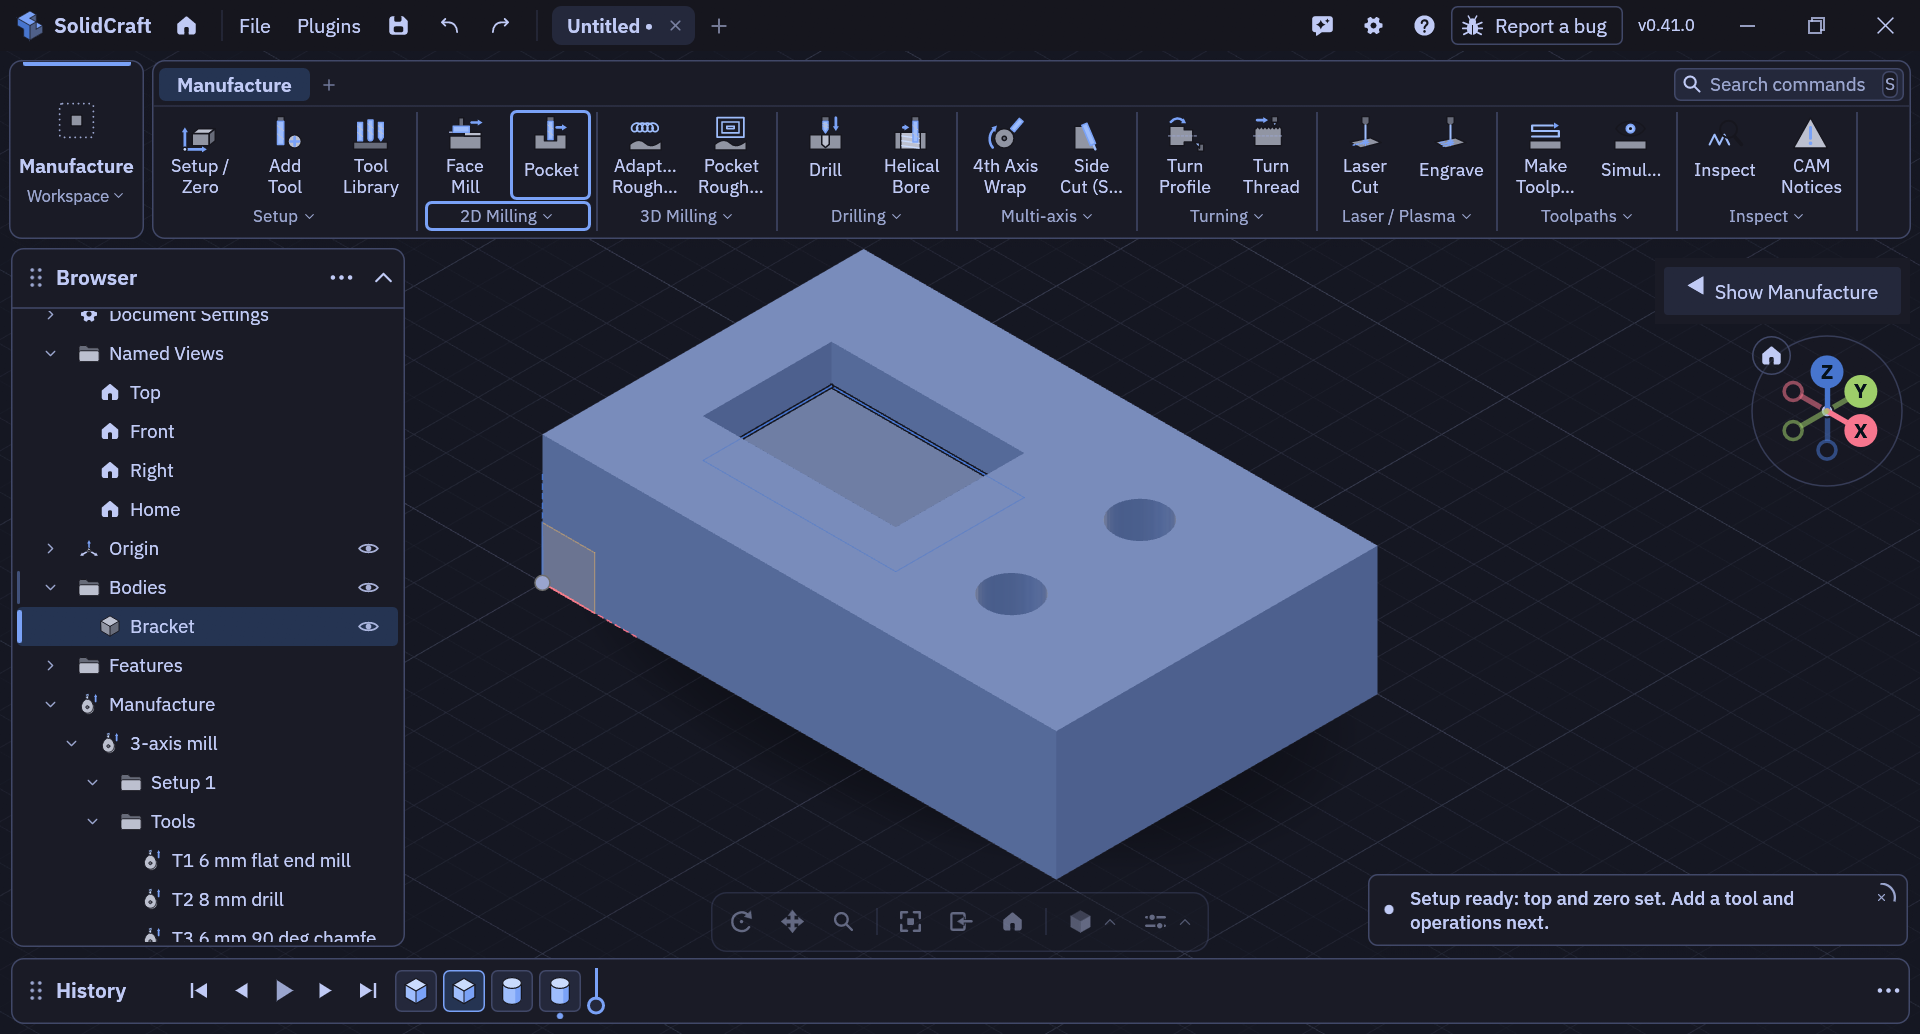 SolidCraft
File
Plugins
Untitled •
Report a bug
v0.41.0
Manufacture
Workspace
Manufacture
Search commands
S
Setup / Zero
Add Tool
Tool Library
Setup
Face Mill
Pocket
2D Milling
Adapt... Rough...
Pocket Rough...
3D Milling
Drill
Helical Bore
Drilling
4th Axis Wrap
Side Cut (S...
Multi-axis
Turn Profile
Turn Thread
Turning
Laser Cut
Engrave
Laser / Plasma
Make Toolp...
Simul...
Toolpaths
Inspect
CAM Notices
Inspect
Browser
Document Settings
Named Views
Top
Front
Right
Home
Origin
Bodies
Bracket
Features
Manufacture
3-axis mill
Setup 1
Tools
T1 6 mm flat end mill
T2 8 mm drill
T3 6 mm 90 deg chamfe
Show Manufacture
Z
Y
X
Setup ready: top and zero set. Add a tool and
operations next.
History